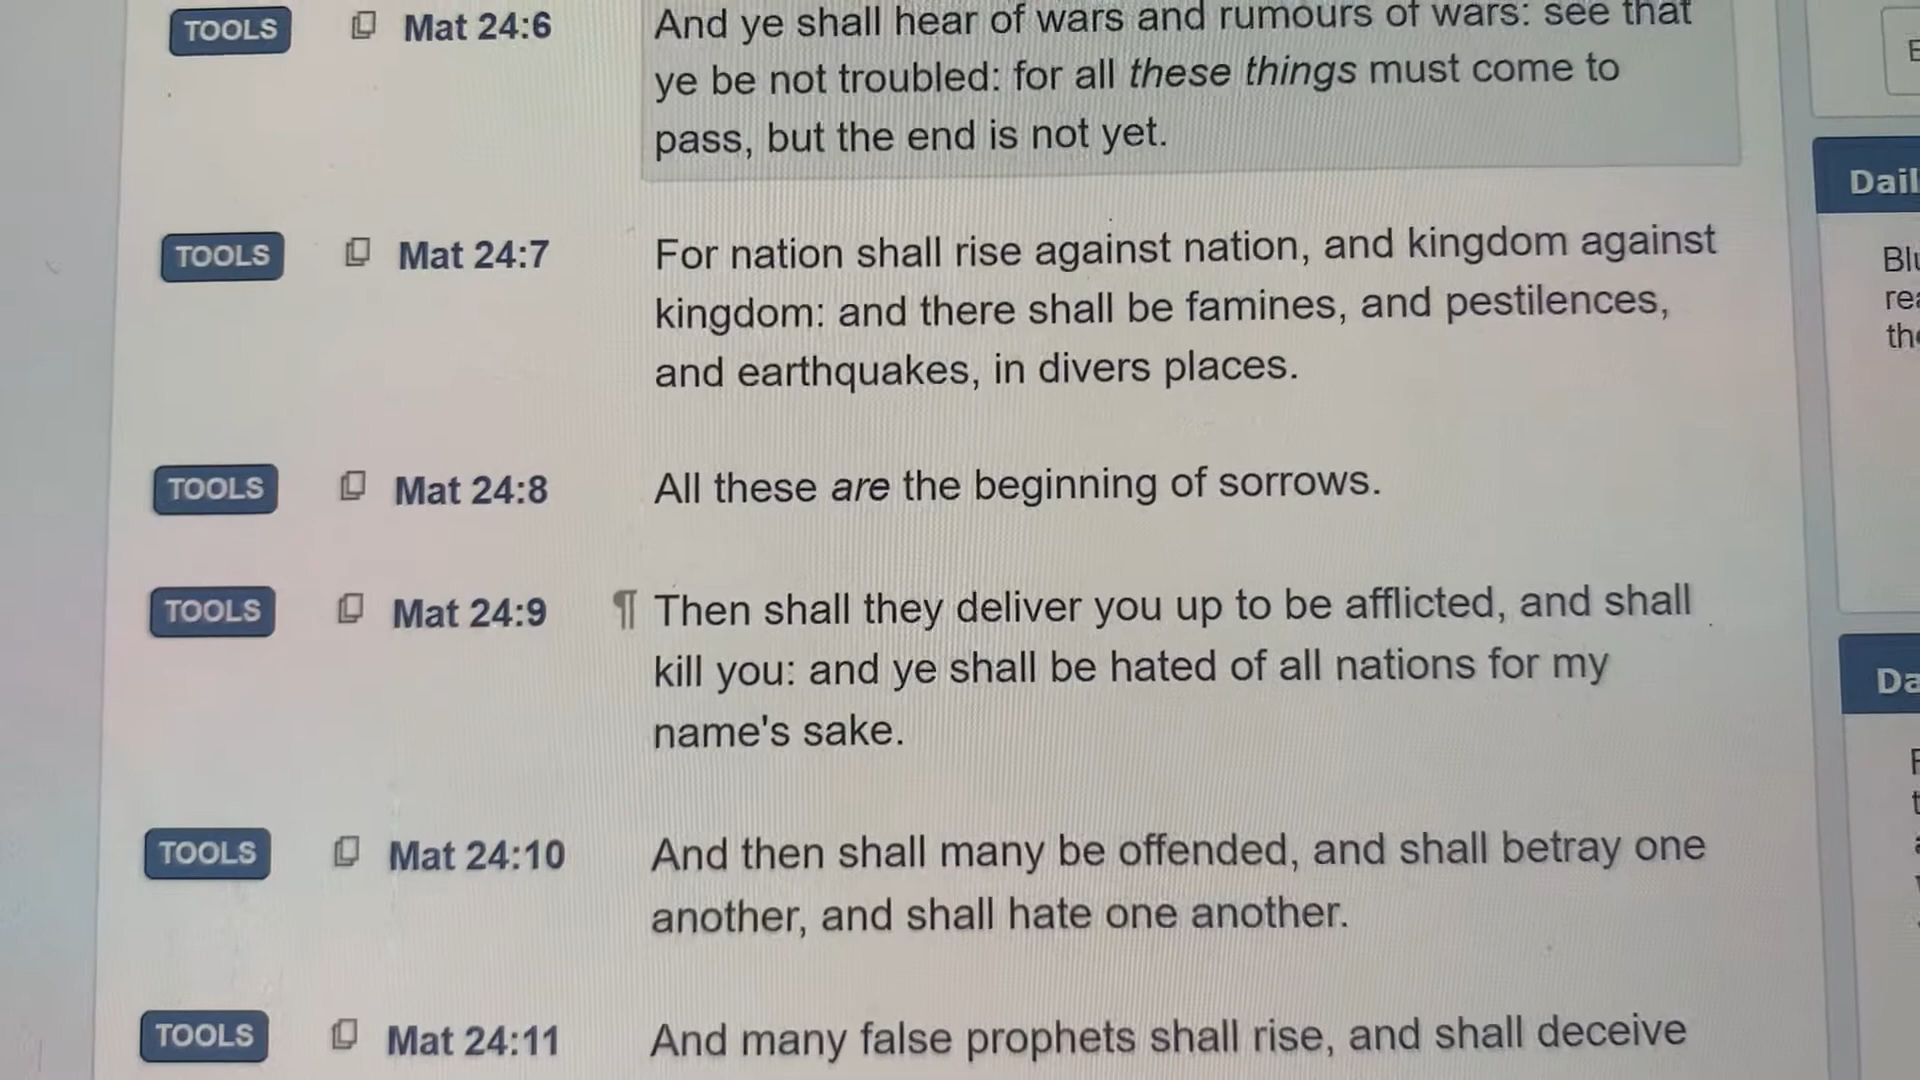 TOOLS Mat 24:6 And ye shall hear of wars and rumours of wars: see that
ye be not troubled: for all these things must come to
pass, but the end is not yet.
TOOLS Mat 24:7 For nation shall rise against nation, and kingdom against
kingdom: and there shall be famines, and pestilences,
and earthquakes, in divers places.
TOOLS Mat 24:8 All these are the beginning of sorrows.
TOOLS Mat 24:9 ¶ Then shall they deliver you up to be afflicted, and shall
kill you: and ye shall be hated of all nations for my
name's sake.
TOOLS Mat 24:10 And then shall many be offended, and shall betray one
another, and shall hate one another.
TOOLS Mat 24:11 And many false prophets shall rise, and shall deceive